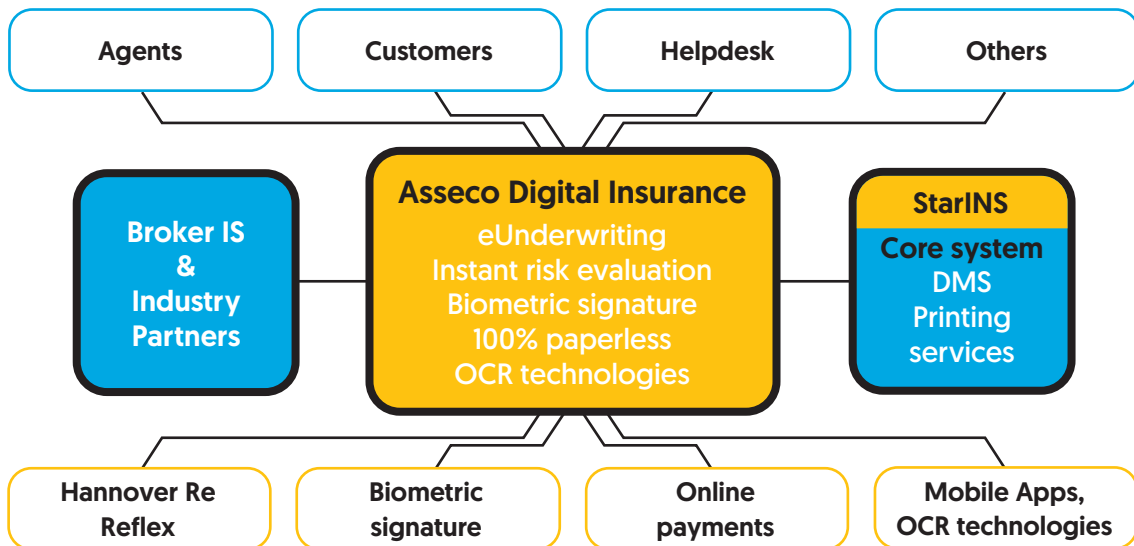 Agents
Customers
Helpdesk
Others
Broker IS
&
Industry
Partners
Asseco Digital Insurance
eUnderwriting
Instant risk evaluation
Biometric signature
100% paperless
OCR technologies
StarINS
Core system
DMS
Printing
services
Hannover Re
Reflex
Biometric
signature
Online
payments
Mobile Apps,
OCR technologies